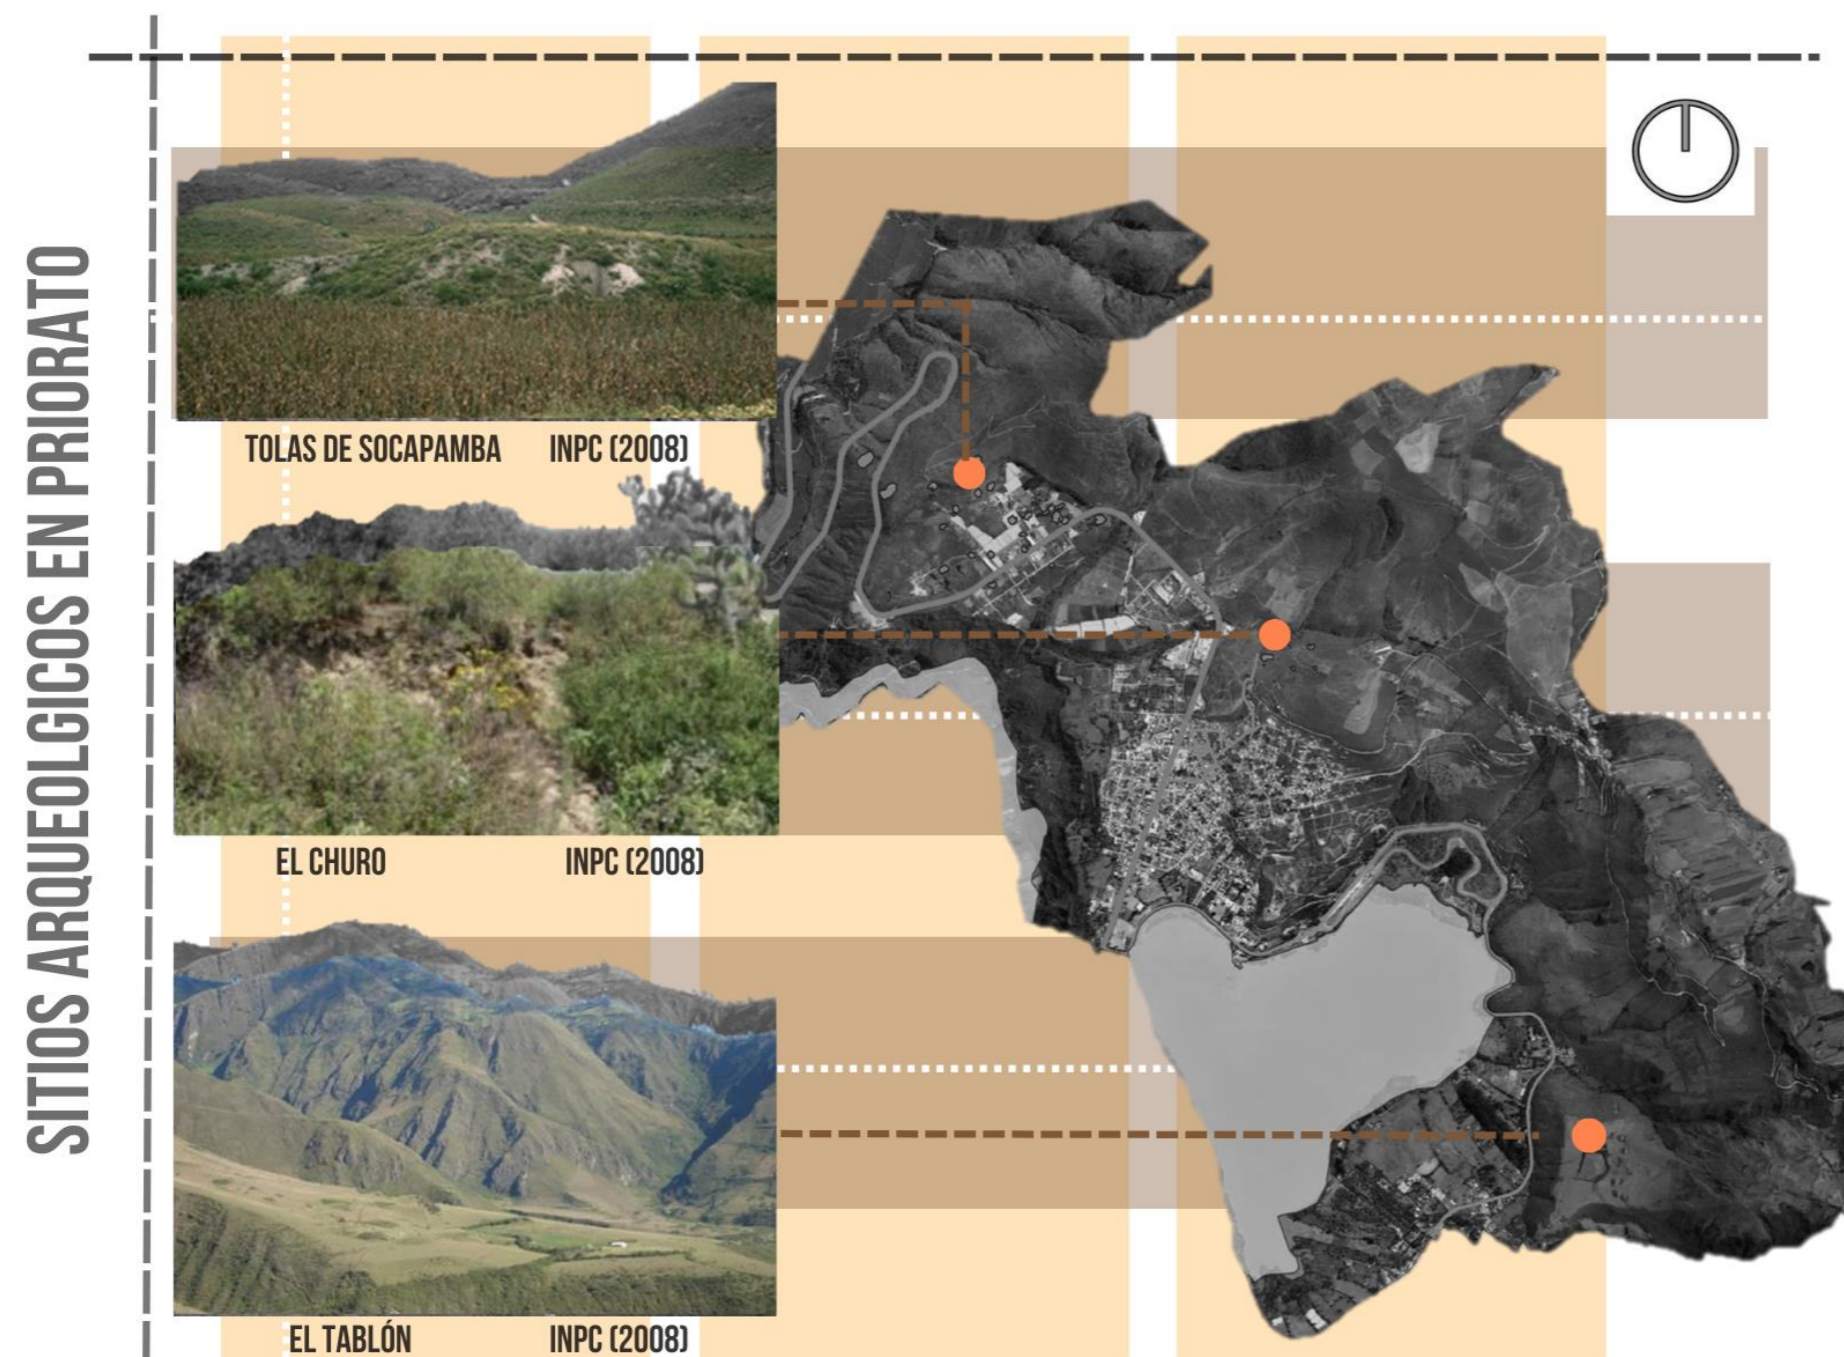 SITIOS ARQUEOLGICOS EN PRIORATO
TOLAS DE SOCAPAMBA INPC (2008)
EL CHURO INPC (2008)
EL TABLÓN INPC (2008)